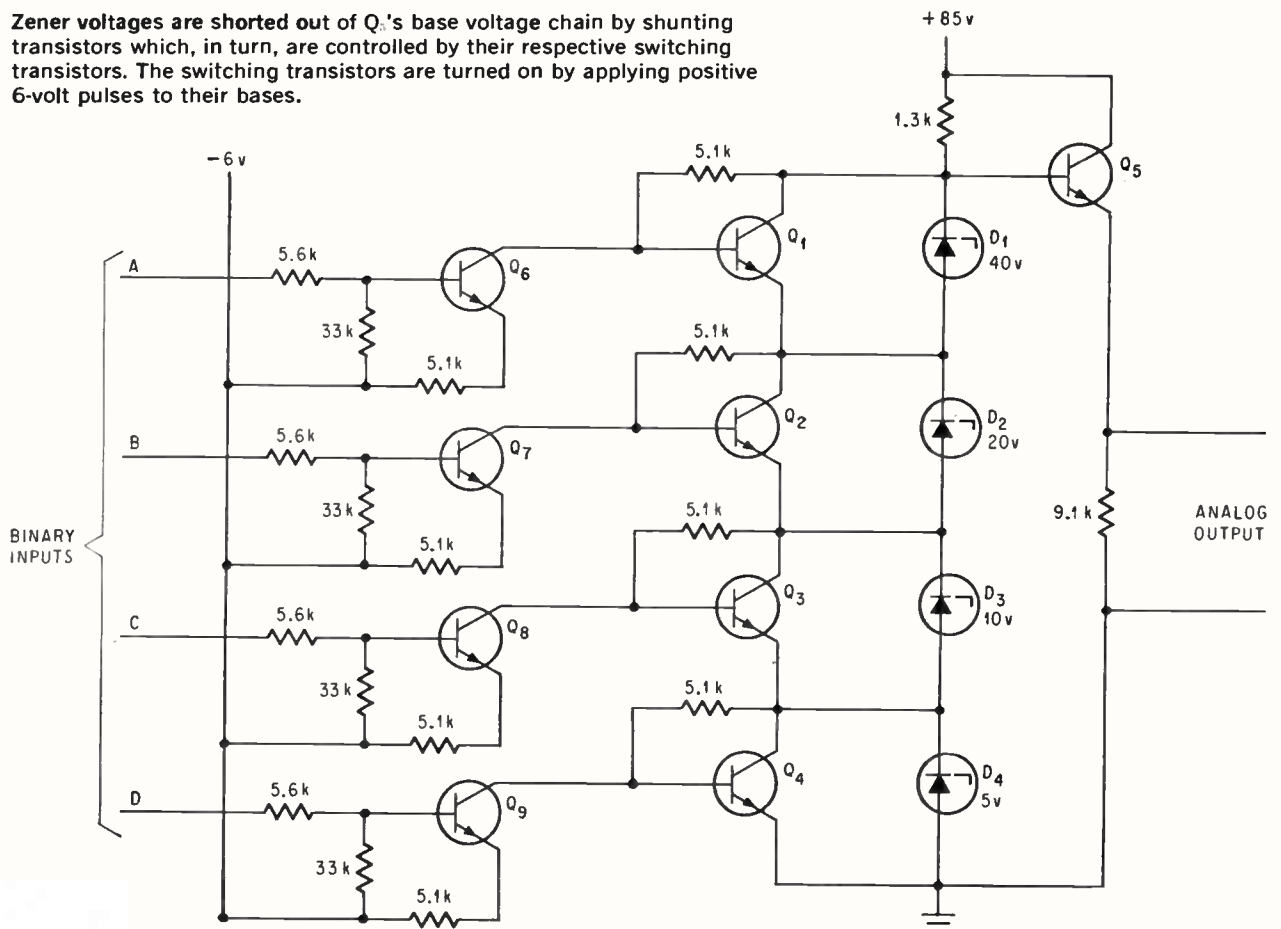 Zener voltages are shorted out of Q5's base voltage chain by shunting
transistors which, in turn, are controlled by their respective switching
transistors. The switching transistors are turned on by applying positive
6-volt pulses to their bases.
+85v
1.3k
Q5
-6v
5.1k
Q1
D1
40v
A
5.6k
Q6
33k
5.1k
5.1k
Q2
D2
20v
B
5.6k
Q7
33k
5.1k
5.1k
9.1k
ANALOG
OUTPUT
BINARY
INPUTS
Q3
D3
10v
C
5.6k
Q8
33k
5.1k
5.1k
Q4
D4
5v
D
5.6k
Q9
33k
5.1k